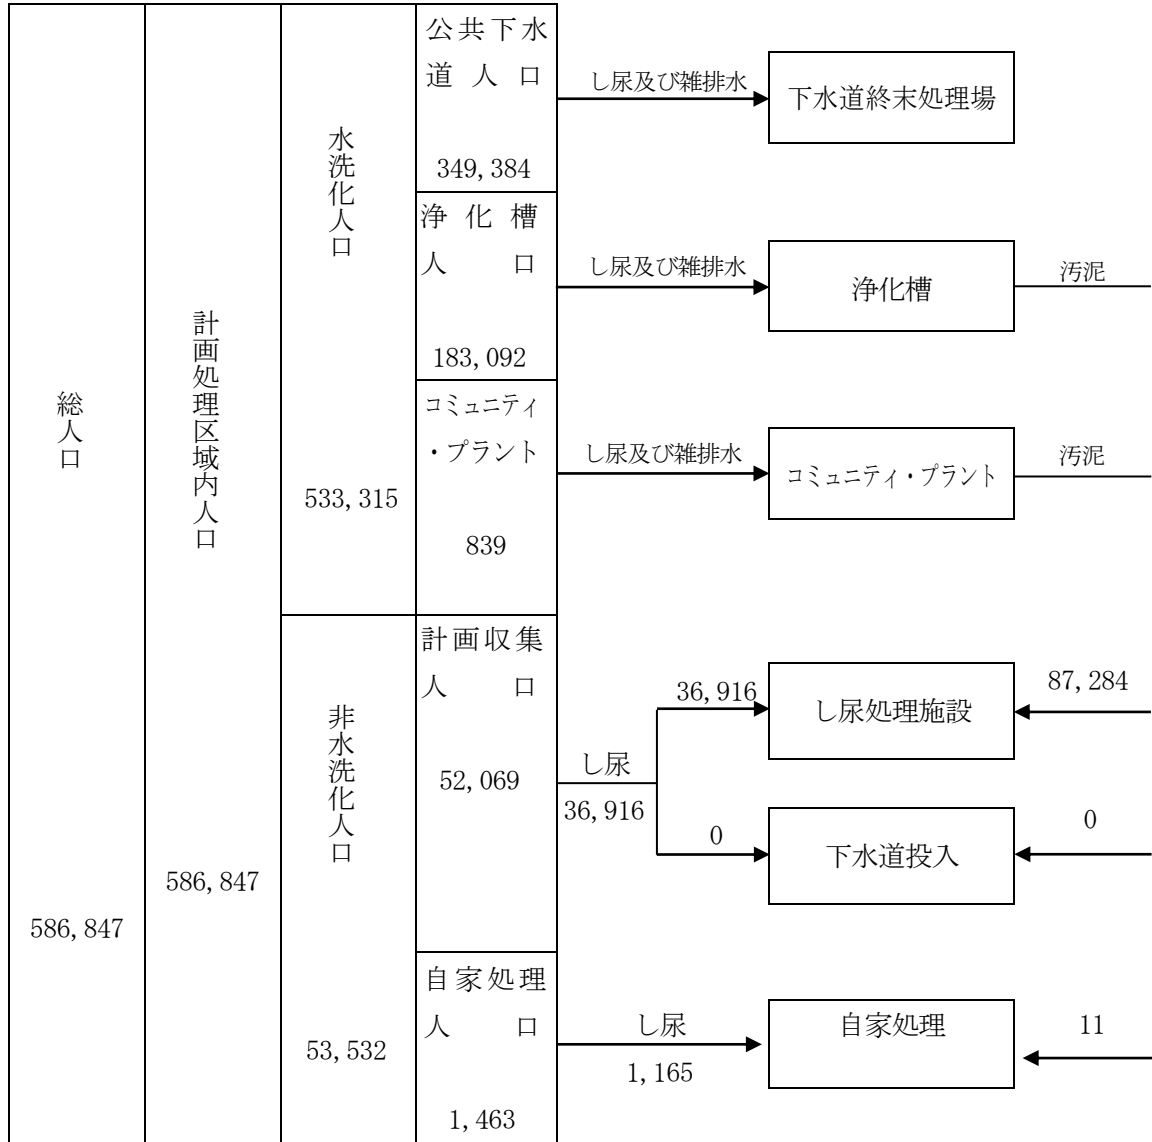 総人口
586,847
計画処理区域内人口
586,847
水洗化人口
533,315
非水洗化人口
53,532
公共下水
道人口
349,384
浄化槽
人口
183,092
コミュニティ
・プラント
839
計画収集
人口
52,069
自家処理
人口
1,463
し尿及び雑排水
下水道終末処理場
し尿及び雑排水
浄化槽
汚泥
し尿及び雑排水
コミュニティ・プラント
汚泥
し尿
36,916
36,916
し尿処理施設
87,284
0
下水道投入
0
し尿
1,165
自家処理
11